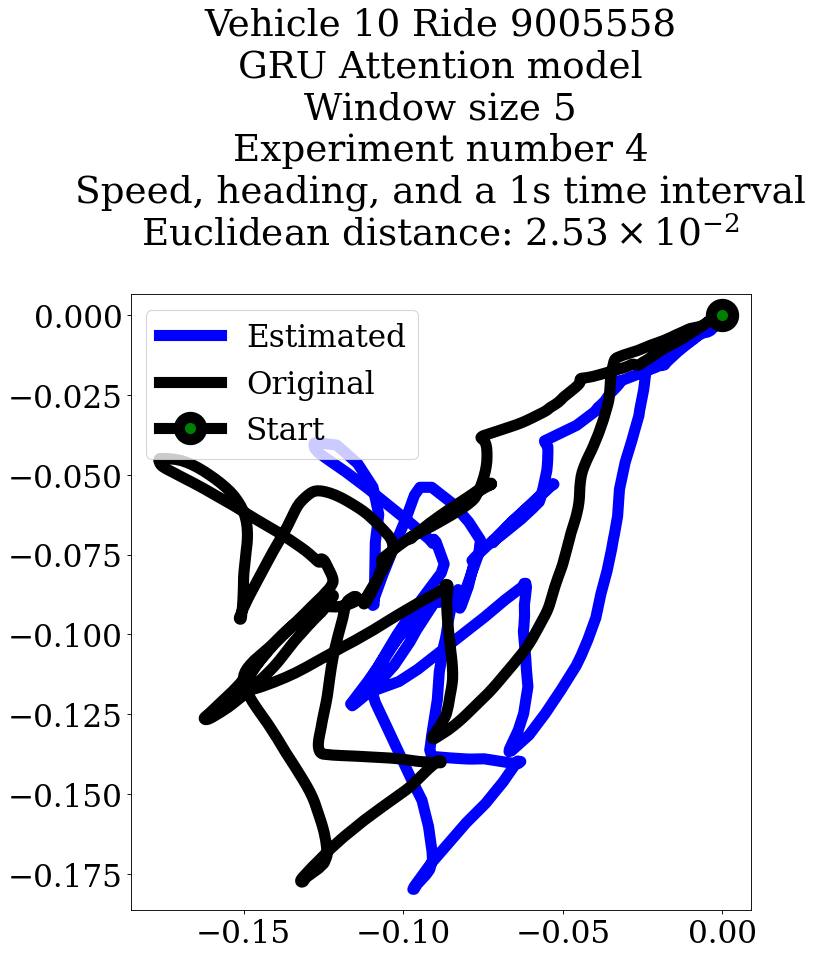 Vehicle 10 Ride 9005558
GRU Attention model
Window size 5
Experiment number 4
Speed, heading, and a 1s time interval
Euclidean distance: 2.53 × 10⁻²
Estimated
Original
Start
0.000
−0.025
−0.050
−0.075
−0.100
−0.125
−0.150
−0.175
−0.15
−0.10
−0.05
0.00